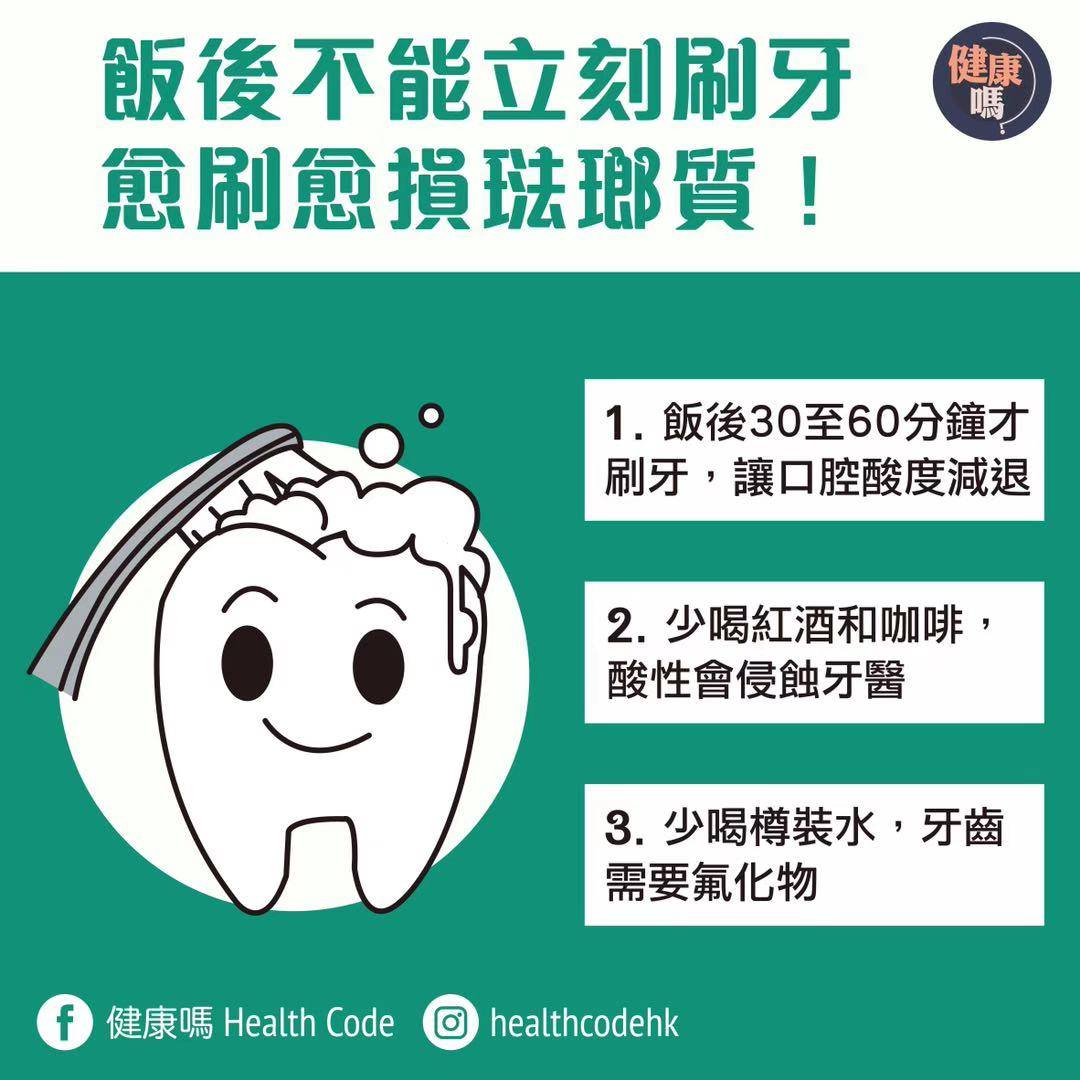 飯後不能立刻刷牙
愈刷愈損琺瑯質！
健康
嗎
1. 飯後30至60分鐘才
刷牙，讓口腔酸度減退
2. 少喝紅酒和咖啡，
酸性會侵蝕牙醫
3. 少喝樽裝水，牙齒
需要氟化物
健康嗎 Health Code healthcodehk